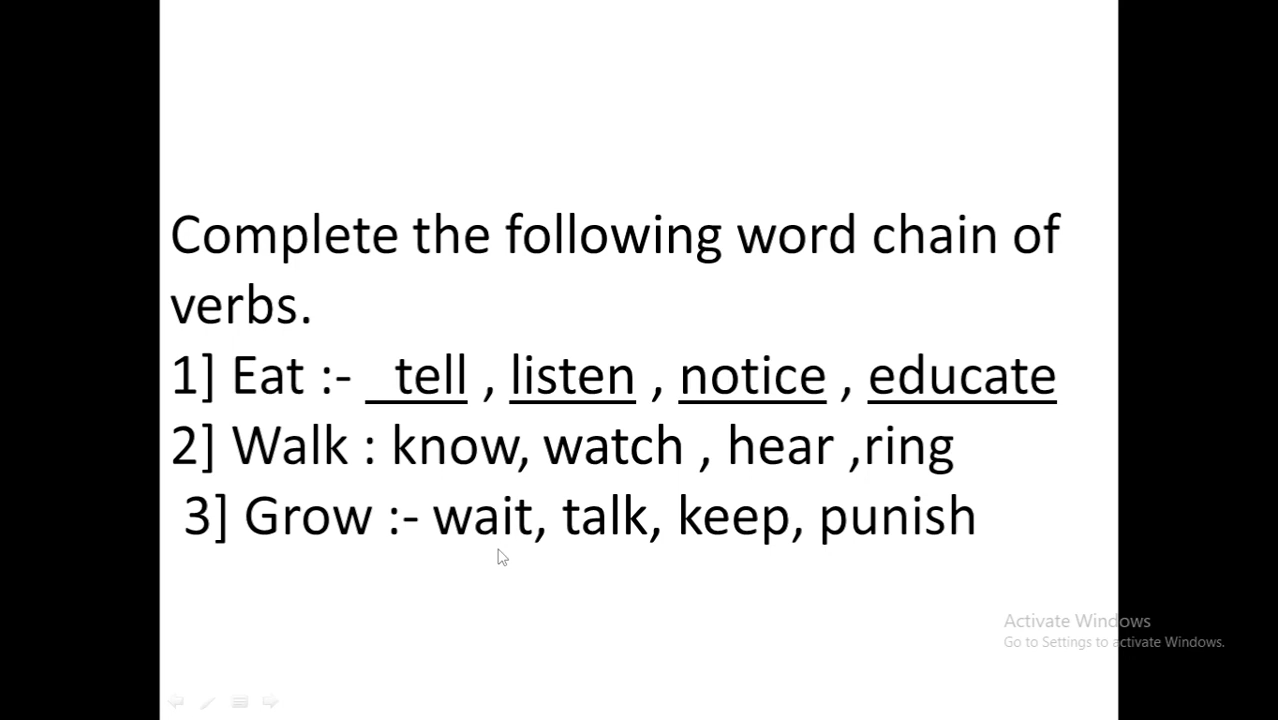 Complete the following word chain of
verbs.
1] Eat :- __tell , listen , notice , educate
2] Walk : know, watch , hear ,ring
3] Grow :- wait, talk, keep, punish
Activate Windows
Go to Settings to activate Windows.